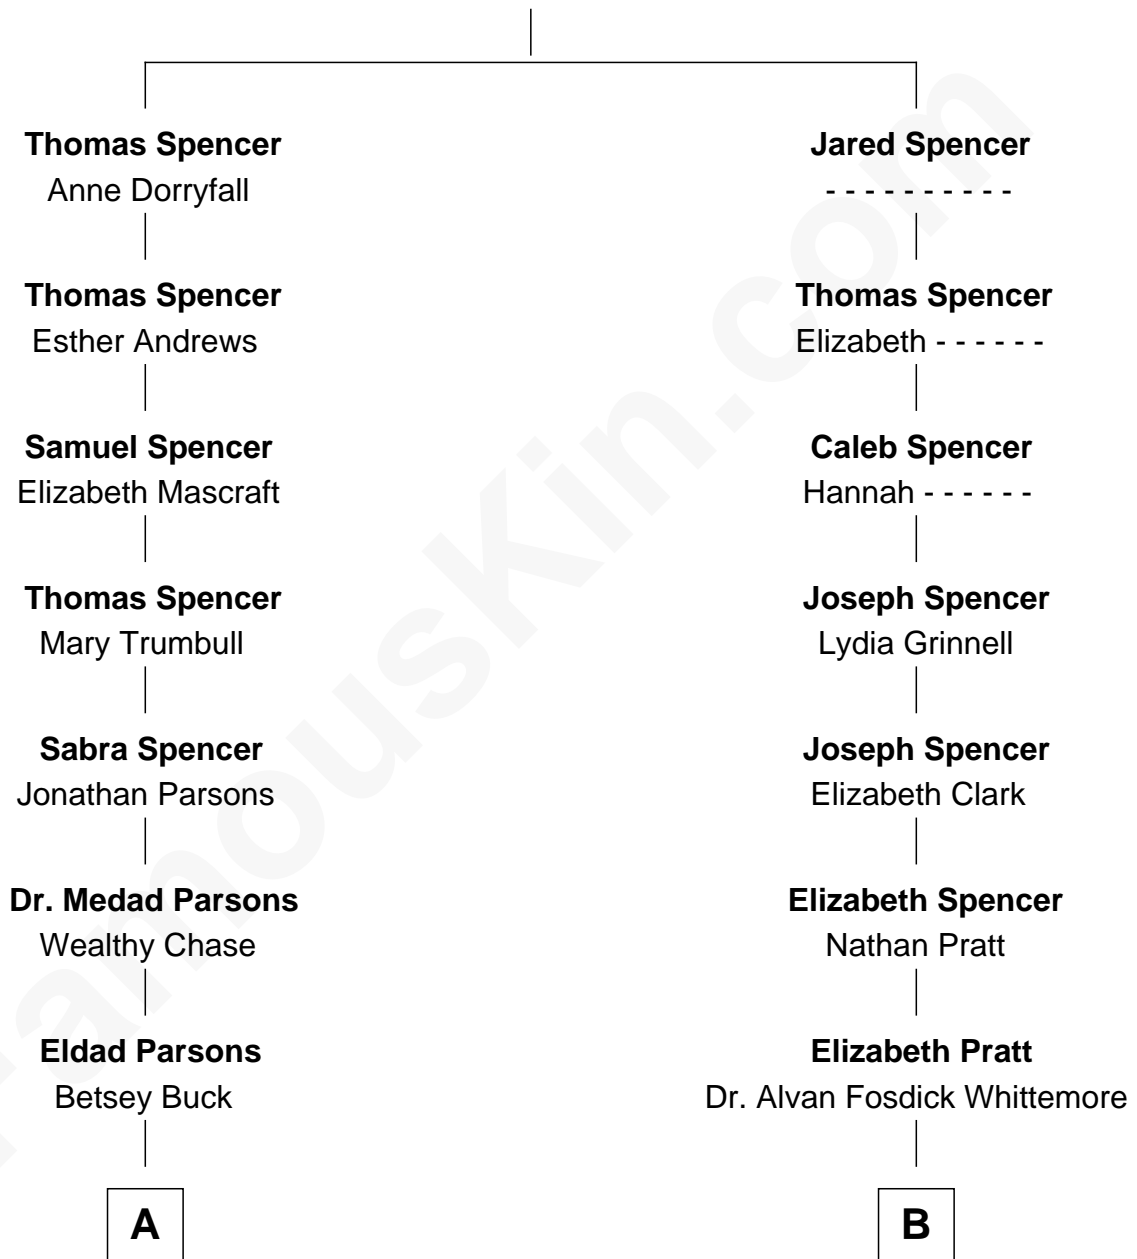 Thomas Spencer
Anne Dorryfall
Thomas Spencer
Esther Andrews
Samuel Spencer
Elizabeth Mascraft
Thomas Spencer
Mary Trumbull
Sabra Spencer
Jonathan Parsons
Dr. Medad Parsons
Wealthy Chase
Eldad Parsons
Betsey Buck
A
Jared Spencer
- - - - - - - - - -
Thomas Spencer
Elizabeth - - - - - -
Caleb Spencer
Hannah - - - - - -
Joseph Spencer
Lydia Grinnell
Joseph Spencer
Elizabeth Clark
Elizabeth Spencer
Nathan Pratt
Elizabeth Pratt
Dr. Alvan Fosdick Whittemore
B
FamousKin.com